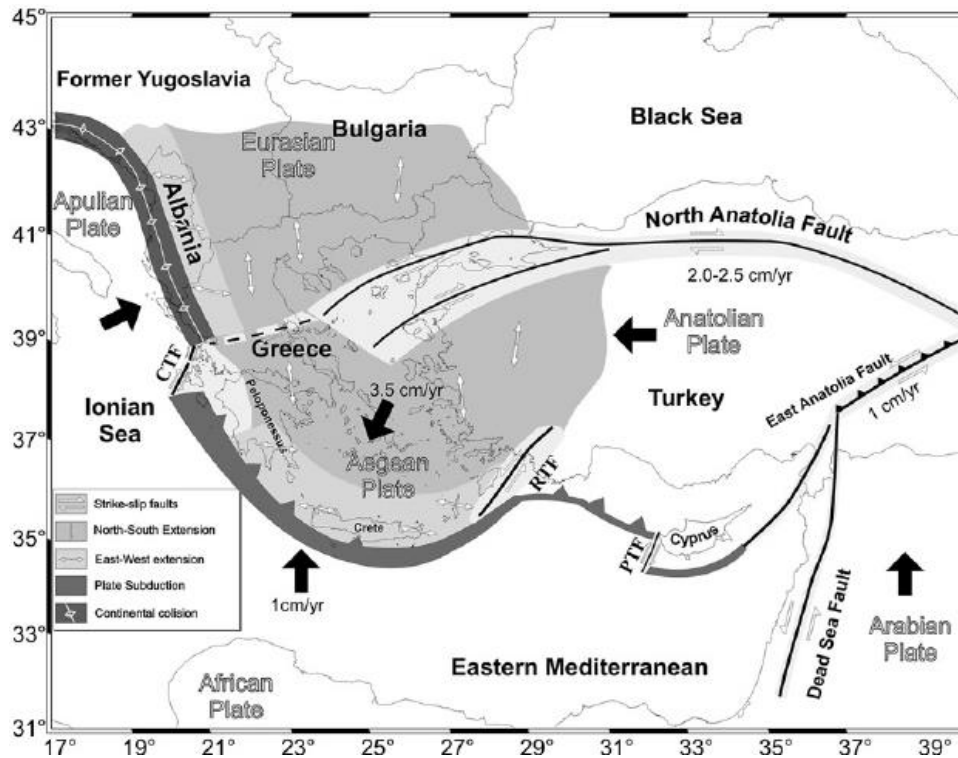 45°
Former Yugoslavia
Black Sea
43°
Bulgaria
Eurasian
Plate
Apulian
Plate
Albania
41°
North Anatolia Fault
2.0-2.5 cm/yr
Anatolian
Plate
39°
Greece
CTF
East Anatolia Fault
1 cm/yr
3.5 cm/yr
Turkey
Ionian
Sea
Peloponessus
37°
Aegean
Plate
RTF
Strike-slip faults
North-South Extension
East-West extension
Plate Subduction
Continental colision
35°
Crete
Cyprus
PTF
1cm/yr
33°
Dead Sea Fault
Arabian
Plate
Eastern Mediterranean
African
Plate
31°
17° 19° 21° 23° 25° 27° 29° 31° 33° 35° 37° 39°